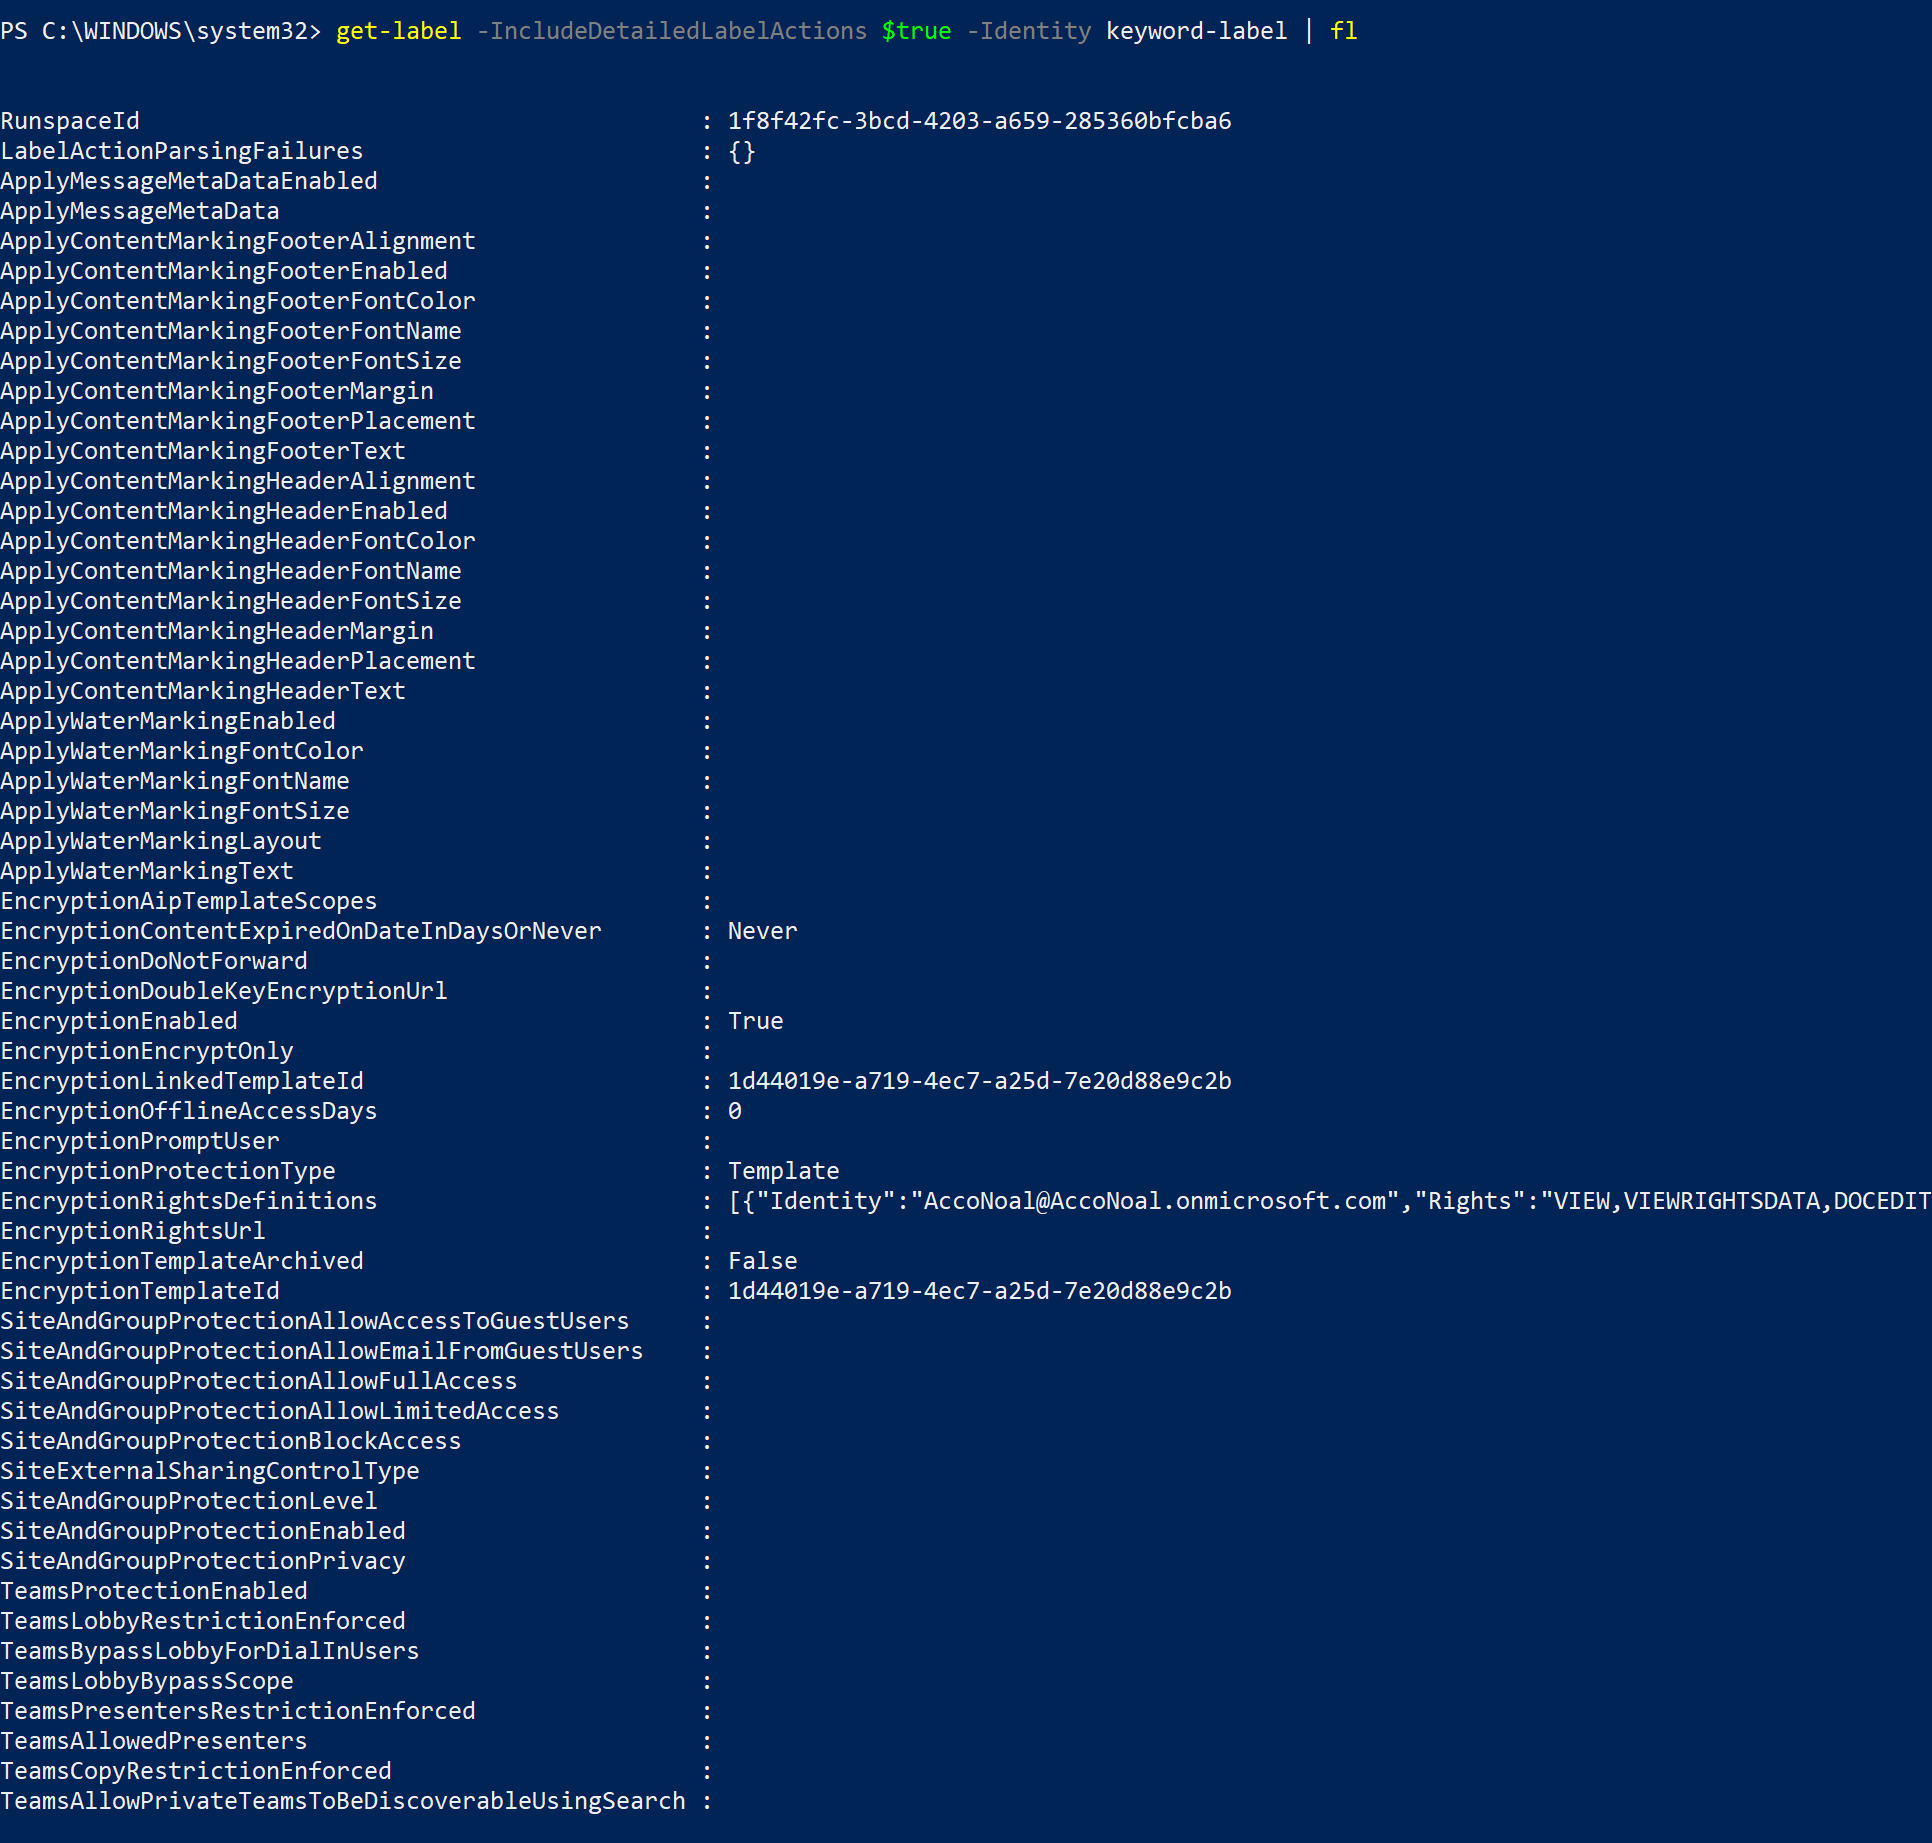 PS C:\WINDOWS\system32> get-label -IncludeDetailedLabelActions $true -Identity keyword-label | fl
RunspaceId : 1f8f42fc-3bcd-4203-a659-285360bfcba6
LabelActionParsingFailures : {}
ApplyMessageMetaDataEnabled :
ApplyMessageMetaData :
ApplyContentMarkingFooterAlignment :
ApplyContentMarkingFooterEnabled :
ApplyContentMarkingFooterFontColor :
ApplyContentMarkingFooterFontName :
ApplyContentMarkingFooterFontSize :
ApplyContentMarkingFooterMargin :
ApplyContentMarkingFooterPlacement :
ApplyContentMarkingFooterText :
ApplyContentMarkingHeaderAlignment :
ApplyContentMarkingHeaderEnabled :
ApplyContentMarkingHeaderFontColor :
ApplyContentMarkingHeaderFontName :
ApplyContentMarkingHeaderFontSize :
ApplyContentMarkingHeaderMargin :
ApplyContentMarkingHeaderPlacement :
ApplyContentMarkingHeaderText :
ApplyWaterMarkingEnabled :
ApplyWaterMarkingFontColor :
ApplyWaterMarkingFontName :
ApplyWaterMarkingFontSize :
ApplyWaterMarkingLayout :
ApplyWaterMarkingText :
EncryptionAipTemplateScopes :
EncryptionContentExpiredOnDateInDaysOrNever : Never
EncryptionDoNotForward :
EncryptionDoubleKeyEncryptionUrl :
EncryptionEnabled : True
EncryptionEncryptOnly :
EncryptionLinkedTemplateId : 1d44019e-a719-4ec7-a25d-7e20d88e9c2b
EncryptionOfflineAccessDays : 0
EncryptionPromptUser :
EncryptionProtectionType : Template
EncryptionRightsDefinitions : [{"Identity":"AccoNoal@AccoNoal.onmicrosoft.com","Rights":"VIEW,VIEWRIGHTSDATA,DOCEDIT
EncryptionRightsUrl :
EncryptionTemplateArchived : False
EncryptionTemplateId : 1d44019e-a719-4ec7-a25d-7e20d88e9c2b
SiteAndGroupProtectionAllowAccessToGuestUsers :
SiteAndGroupProtectionAllowEmailFromGuestUsers :
SiteAndGroupProtectionAllowFullAccess :
SiteAndGroupProtectionAllowLimitedAccess :
SiteAndGroupProtectionBlockAccess :
SiteExternalSharingControlType :
SiteAndGroupProtectionLevel :
SiteAndGroupProtectionEnabled :
SiteAndGroupProtectionPrivacy :
TeamsProtectionEnabled :
TeamsLobbyRestrictionEnforced :
TeamsBypassLobbyForDialInUsers :
TeamsLobbyBypassScope :
TeamsPresentersRestrictionEnforced :
TeamsAllowedPresenters :
TeamsCopyRestrictionEnforced :
TeamsAllowPrivateTeamsToBeDiscoverableUsingSearch :